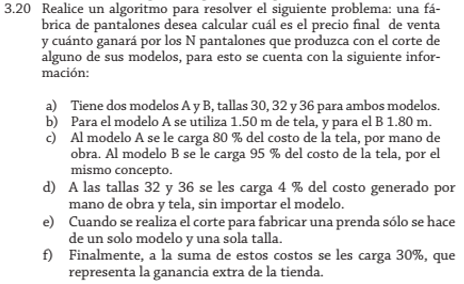 3.20 Realice un algoritmo para resolver el siguiente problema: una fá-
brica de pantalones desea calcular cuál es el precio final de venta
y cuánto ganará por los N pantalones que produzca con el corte de
alguno de sus modelos, para esto se cuenta con la siguiente infor-
mación:
a) Tiene dos modelos A y B, tallas 30, 32 y 36 para ambos modelos.
b) Para el modelo A se utiliza 1.50 m de tela, y para el B 1.80 m.
c) Al modelo A se le carga 80 % del costo de la tela, por mano de
obra. Al modelo B se le carga 95 % del costo de la tela, por el
mismo concepto.
d) A las tallas 32 y 36 se les carga 4 % del costo generado por
mano de obra y tela, sin importar el modelo.
e) Cuando se realiza el corte para fabricar una prenda sólo se hace
de un solo modelo y una sola talla.
f) Finalmente, a la suma de estos costos se les carga 30%, que
representa la ganancia extra de la tienda.